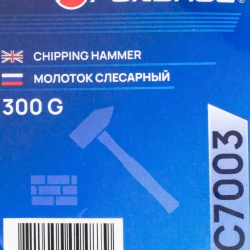 CHIPPING HAMMER
МОЛОТОК СЛЕСАРНЫЙ
300 G
C7003